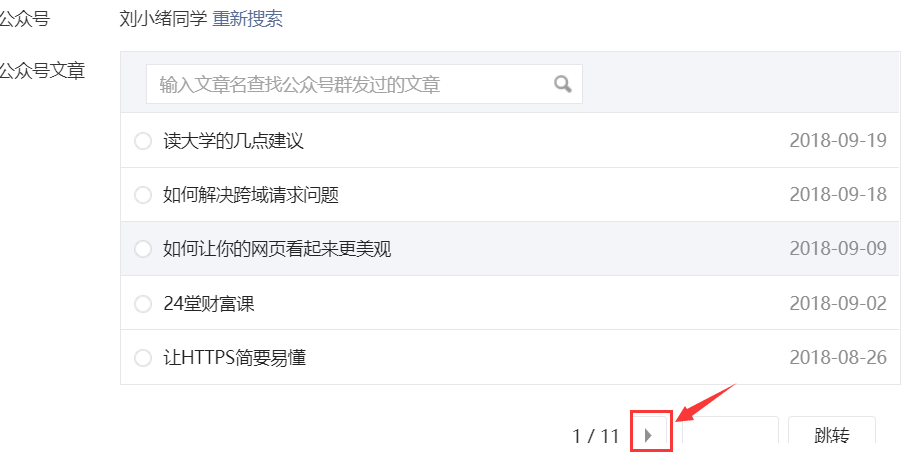 公众号 刘小绪同学 重新搜索
公众号文章
输入文章名查找公众号群发过的文章
读大学的几点建议 2018-09-19
如何解决跨域请求问题 2018-09-18
如何让你的网页看起来更美观 2018-09-09
24堂财富课 2018-09-02
让HTTPS简要易懂 2018-08-26
1 / 11 跳转